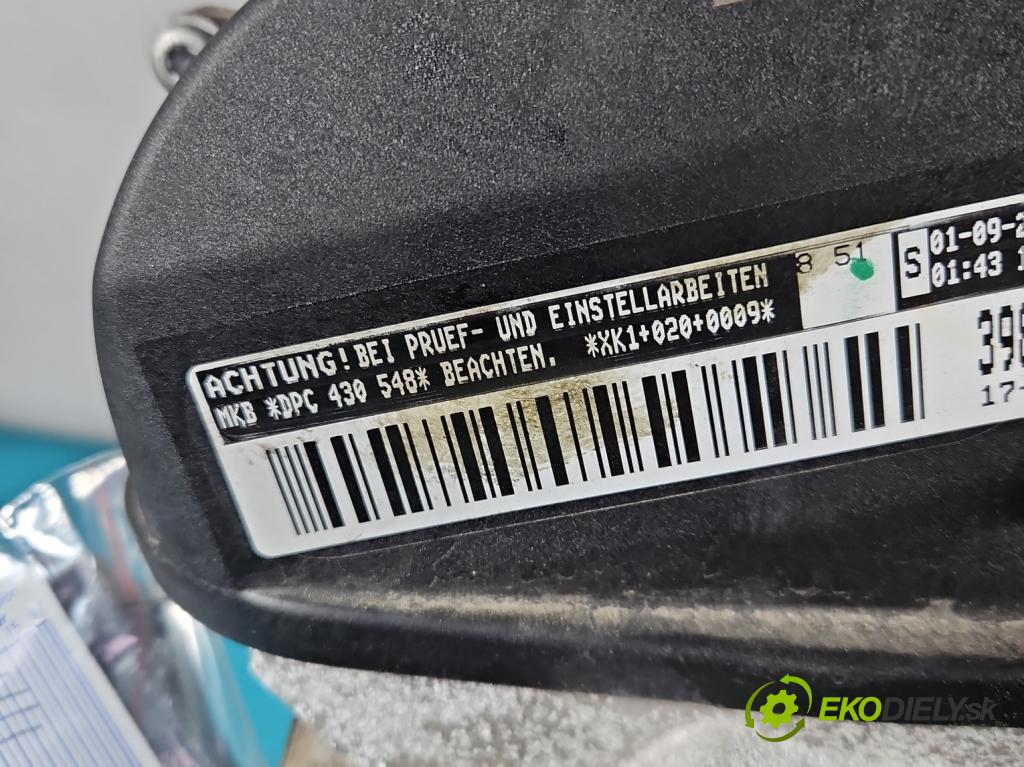 ACHTUNG! BEI PRUEF- UND EINSTELLARBEITEN
MKB *DPC 430 548* BEACHTEN. *XK1+020+0009*
8 51
S
01-09-2
01:43 1
398
17
EKODIELY.sk